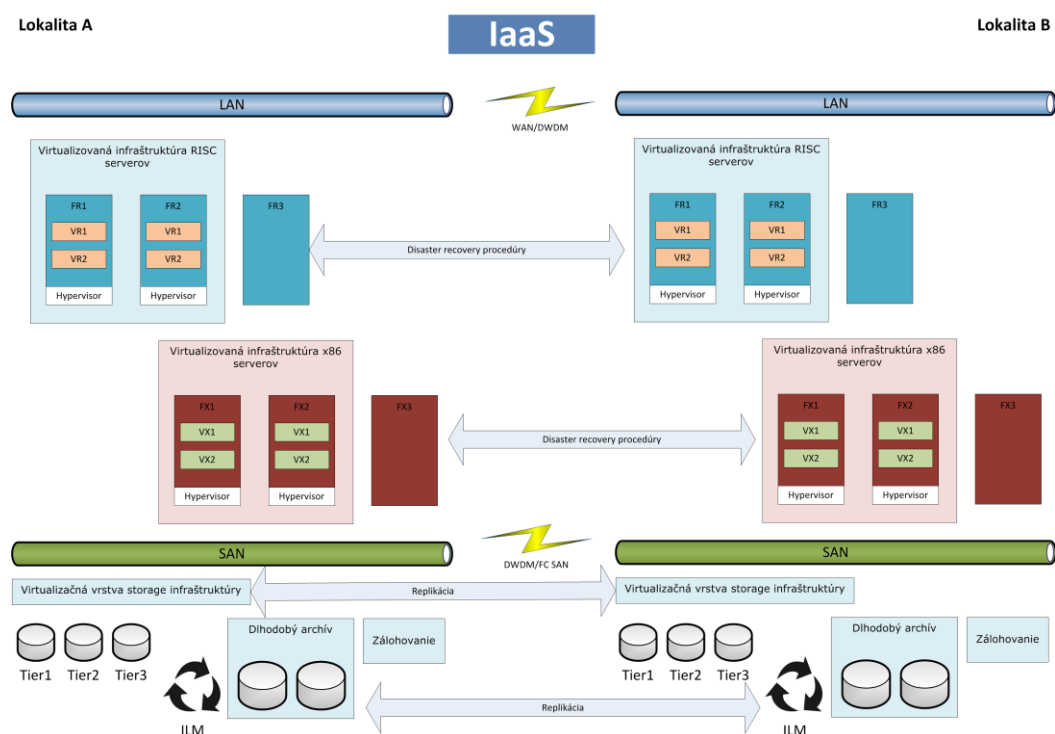 Lokalita A
IaaS
Lokalita B
LAN
WAN/DWDM
LAN
Virtualizovaná infraštruktúra RISC
serverov
FR1
VR1
VR2
Hypervisor
FR2
VR1
VR2
Hypervisor
FR3
Disaster recovery procedúry
Virtualizovaná infraštruktúra RISC
serverov
FR1
VR1
VR2
Hypervisor
FR2
VR1
VR2
Hypervisor
FR3
Virtualizovaná infraštruktúra x86
serverov
FX1
VX1
VX2
Hypervisor
FX2
VX1
VX2
Hypervisor
FX3
Disaster recovery procedúry
Virtualizovaná infraštruktúra x86
serverov
FX1
VX1
VX2
Hypervisor
FX2
VX1
VX2
Hypervisor
FX3
SAN
DWDM/FC SAN
SAN
Virtualizačná vrstva storage infraštruktúry
Replikácia
Virtualizačná vrstva storage infraštruktúry
Tier1
Tier2
Tier3
ILM
Dlhodobý archív
Zálohovanie
Replikácia
Tier1
Tier2
Tier3
ILM
Dlhodobý archív
Zálohovanie